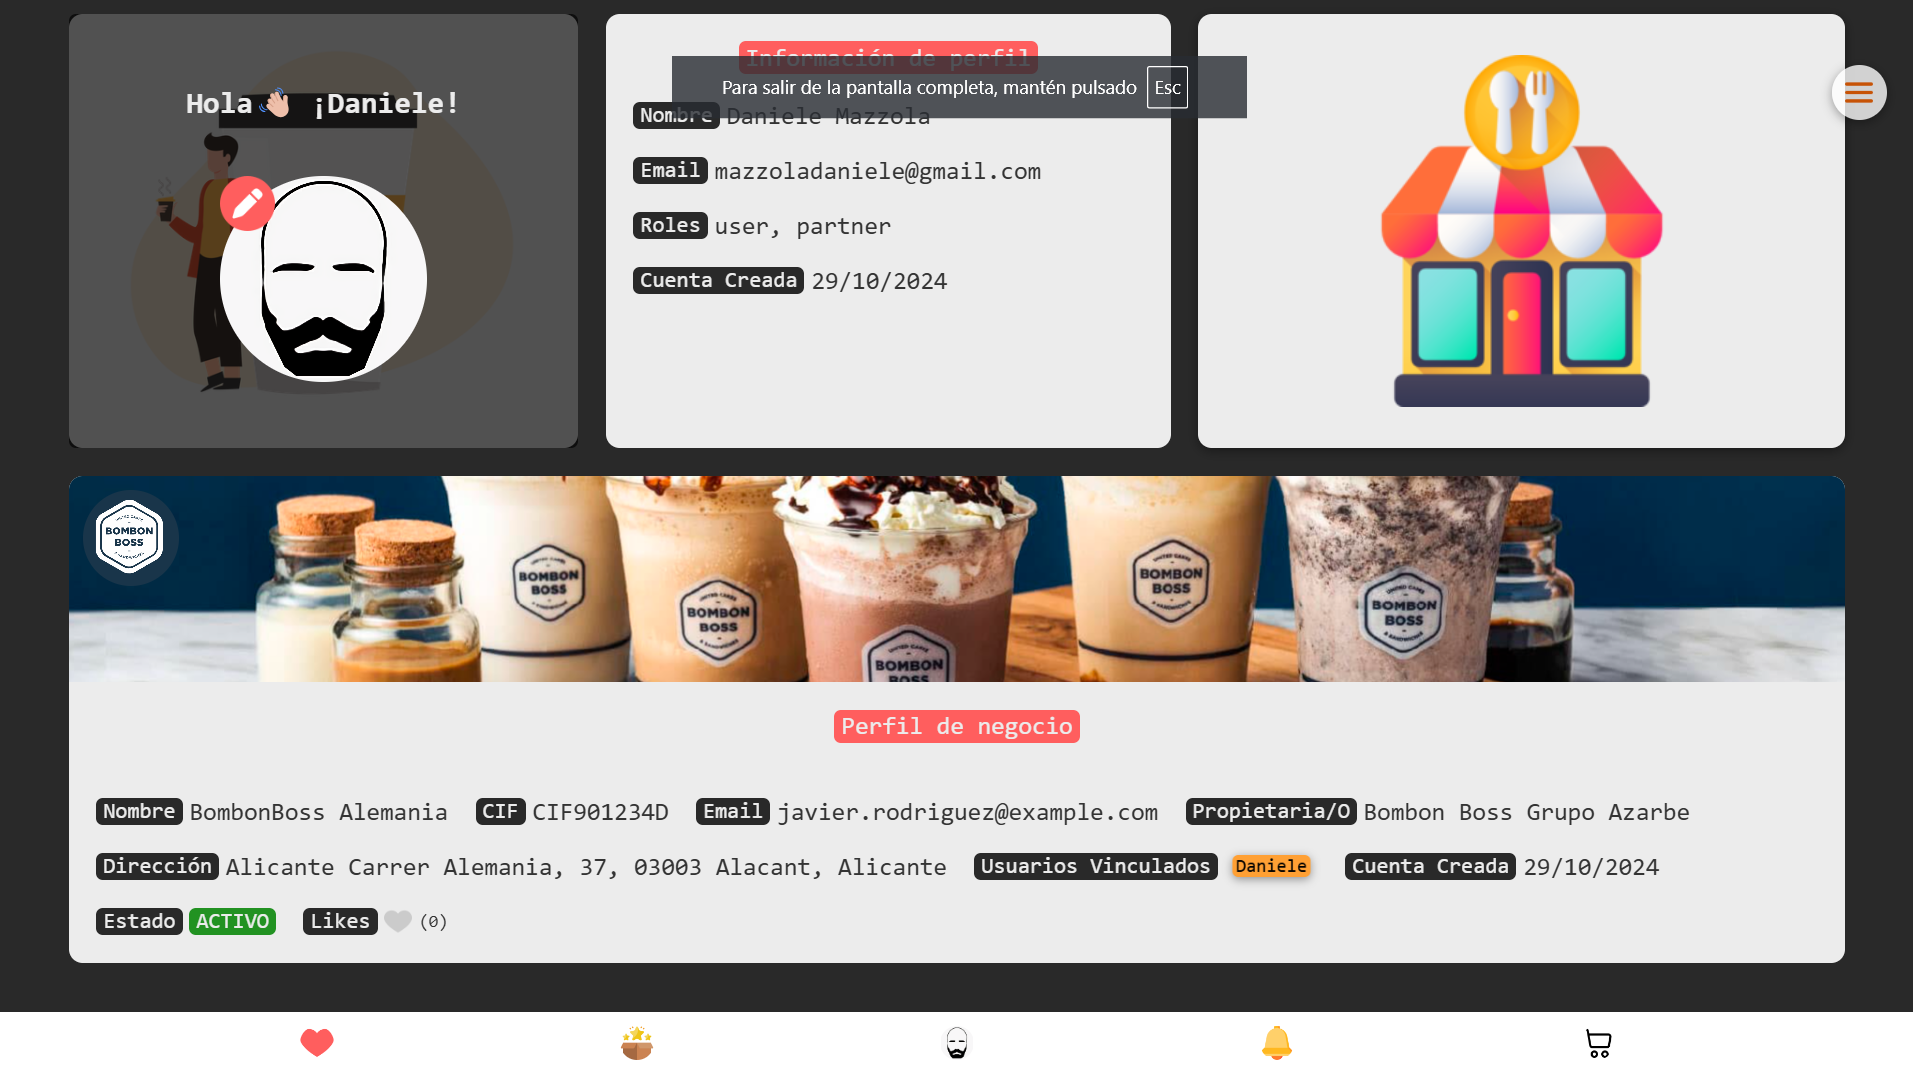 Hola👋🏻 ¡Daniele!
Información de perfil
Para salir de la pantalla completa, mantén pulsado Esc
Nombre Daniele Mazzola
Email mazzoladaniele@gmail.com
Roles user, partner
Cuenta Creada 29/10/2024
BOMBON
BOSS
BOMBON
BOSS
BOMBON
BOSS
BOMBON
BOSS
BOMBON
BOSS
BOMBON
BOSS
Perfil de negocio
Nombre BombonBoss Alemania CIF CIF901234D Email javier.rodriguez@example.com Propietaria/O Bombon Boss Grupo Azarbe
Dirección Alicante Carrer Alemania, 37, 03003 Alacant, Alicante Usuarios Vinculados Daniele Cuenta Creada 29/10/2024
Estado ACTIVO Likes (0)